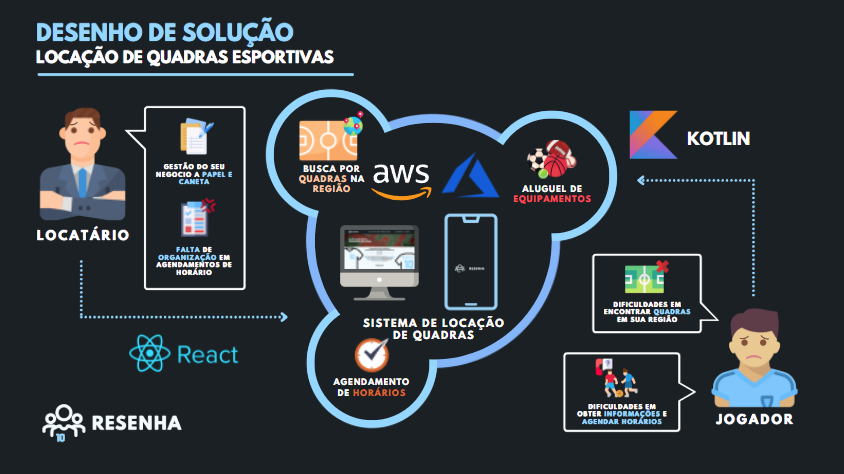 DESENHO DE SOLUÇÃO
LOCAÇÃO DE QUADRAS ESPORTIVAS
GESTÃO DO SEU
NEGOCIO A PAPEL E
CANETA
FALTA DE
ORGANIZAÇÃO EM
AGENDAMENTOS DE
HORÁRIO
LOCATÁRIO
React
BUSCA POR
QUADRAS NA
REGIÃO
aws
ALUGUEL DE
EQUIPAMENTOS
RESENHA
SISTEMA DE LOCAÇÃO
DE QUADRAS
AGENDAMENTO
DE HORÁRIOS
KOTLIN
DIFICULDADES EM
ENCONTRAR QUADRAS
EM SUA REGIÃO
DIFICULDADES EM
OBTER INFORMAÇÕES E
AGENDAR HORÁRIOS
JOGADOR
10
RESENHA